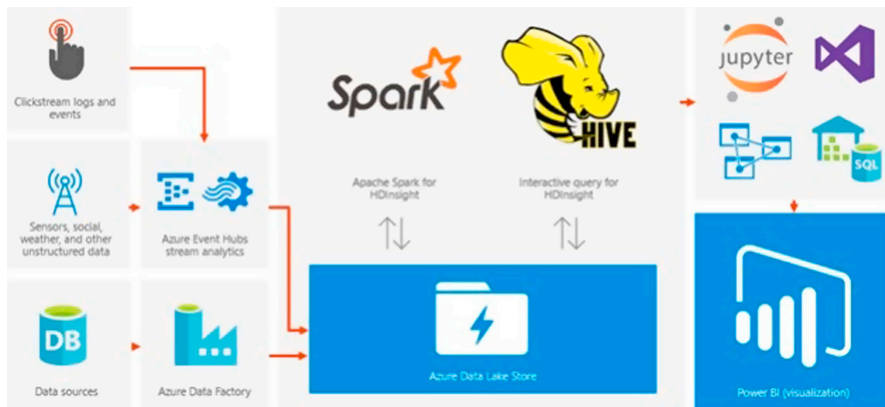 Clickstream logs and
events
Sensors, social,
weather, and other
unstructured data
Azure Event Hubs
stream analytics
DB
Data sources
Azure Data Factory
Spark
Apache Spark for
HDInsight
HIVE
Interactive query for
HDInsight
Azure Data Lake Store
jupyter
SQL
Power BI (visualization)